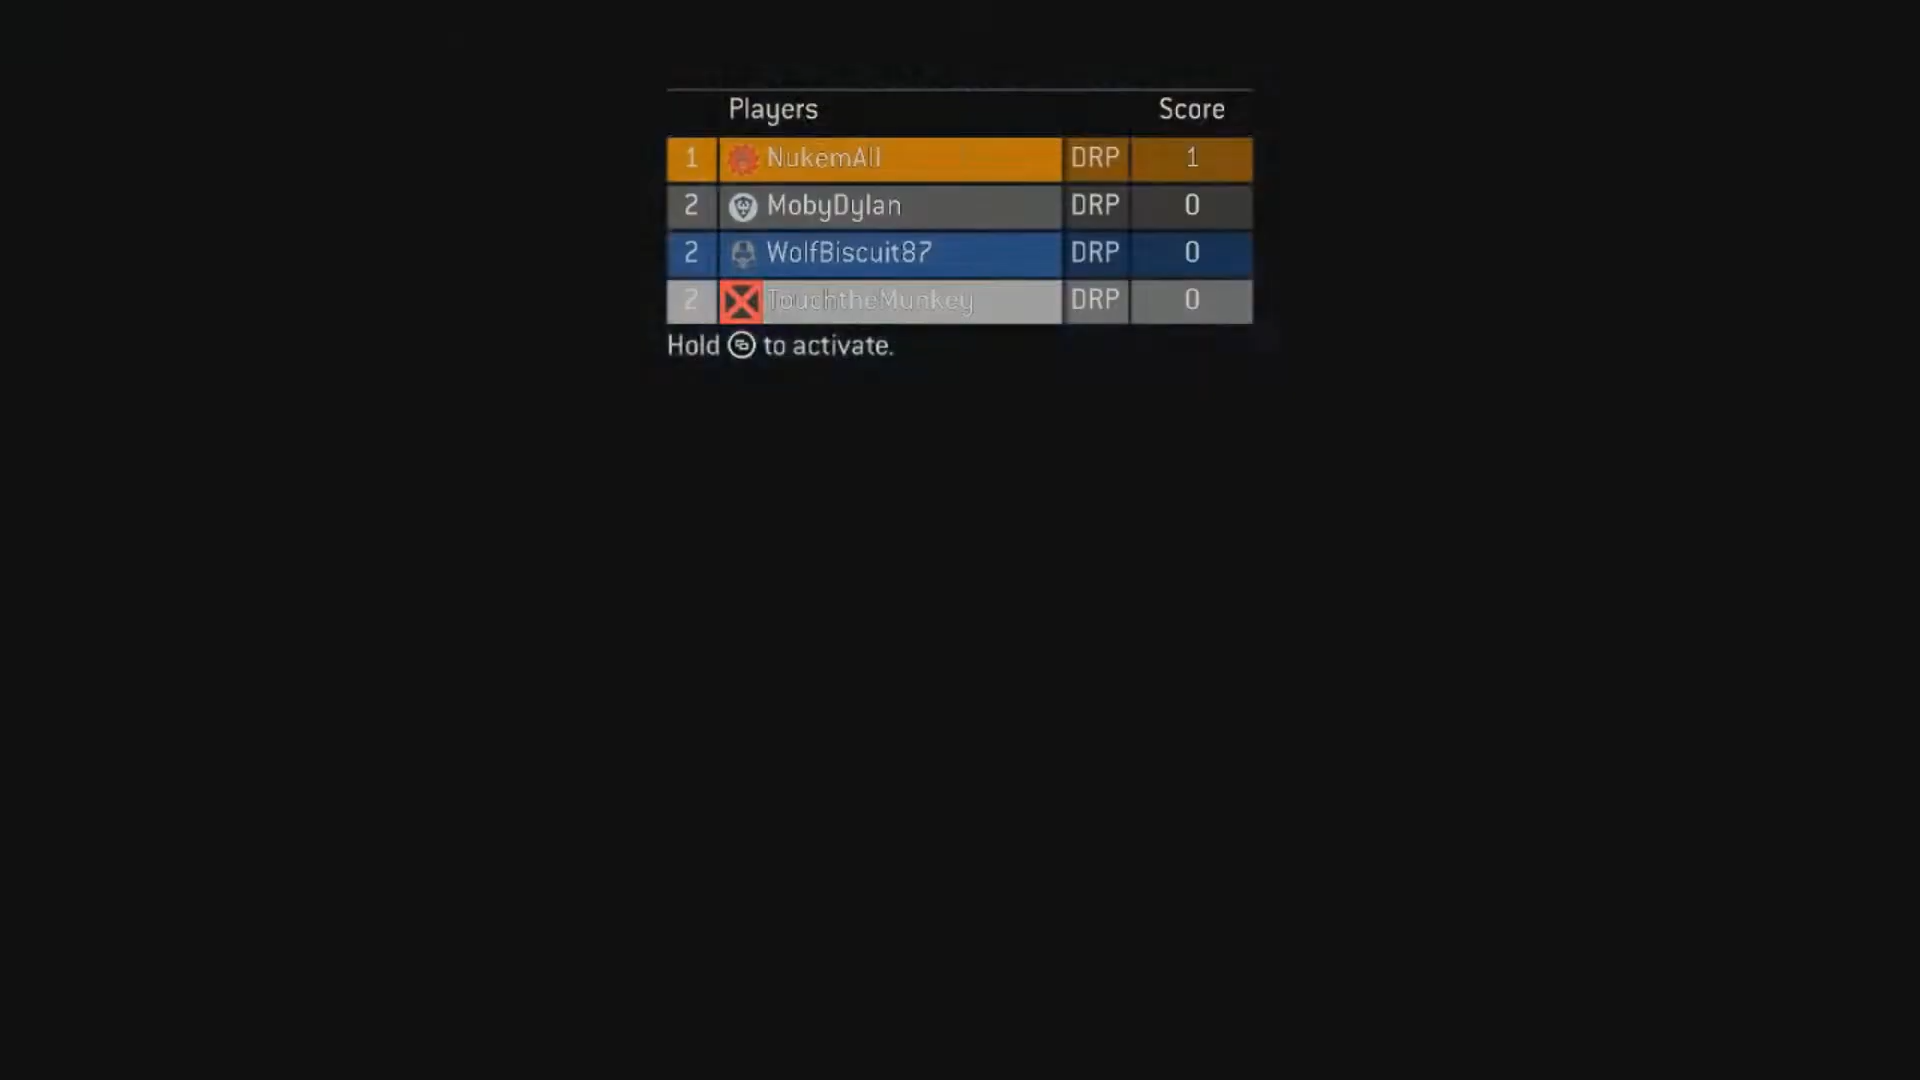 Players Score
1 NukemAll DRP 1
2 MobyDylan DRP 0
2 WolfBiscuit87 DRP 0
2 TouchtheMunkey DRP 0
Hold to activate.